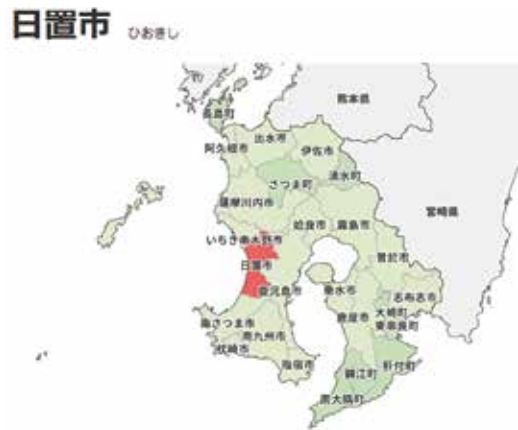 日置市 ひおきし
熊本県
長島町
出水市
伊佐市
阿久根市
湧水町
さつま町
薩摩川内市
宮崎県
姶良市
霧島市
いちき串木野市
曽於市
日置市
鹿児島市
垂水市
志布志市
大崎町
鹿屋市
東串良町
南さつま市
南九州市
枕崎市
肝付町
指宿市
錦江町
南大隅町